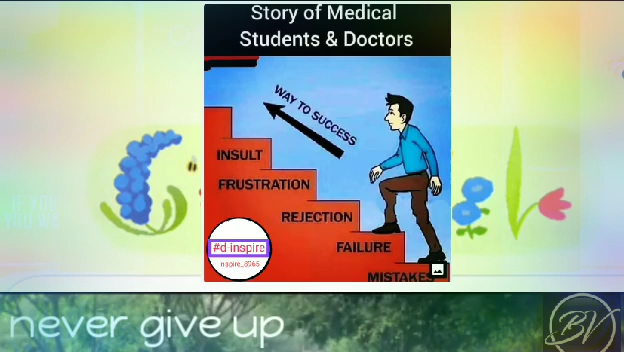 Story of Medical
Students & Doctors
WAY TO SUCCESS
INSULT
FRUSTRATION
REJECTION
FAILURE
MISTAKES
#d-inspire
never give up
BV